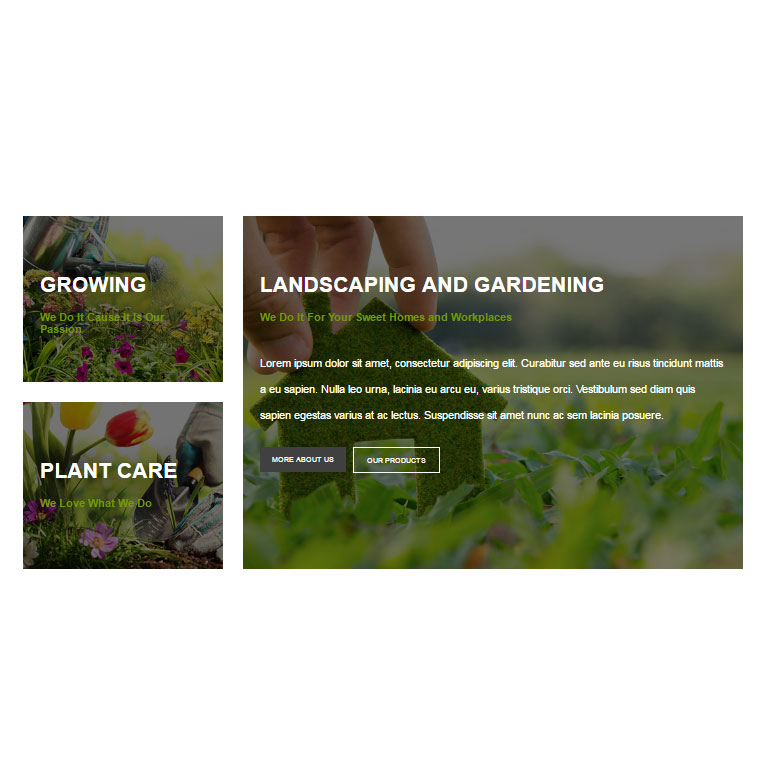 GROWING
We Do It Cause It Is Our
Passion
PLANT CARE
We Love What We Do
LANDSCAPING AND GARDENING
We Do It For Your Sweet Homes and Workplaces
Lorem ipsum dolor sit amet, consectetur adipiscing elit. Curabitur sed ante eu risus tincidunt mattis
a eu sapien. Nulla leo urna, lacinia eu arcu eu, varius tristique orci. Vestibulum sed diam quis
sapien egestas varius at ac lectus. Suspendisse sit amet nunc ac sem lacinia posuere.
MORE ABOUT US
OUR PRODUCTS